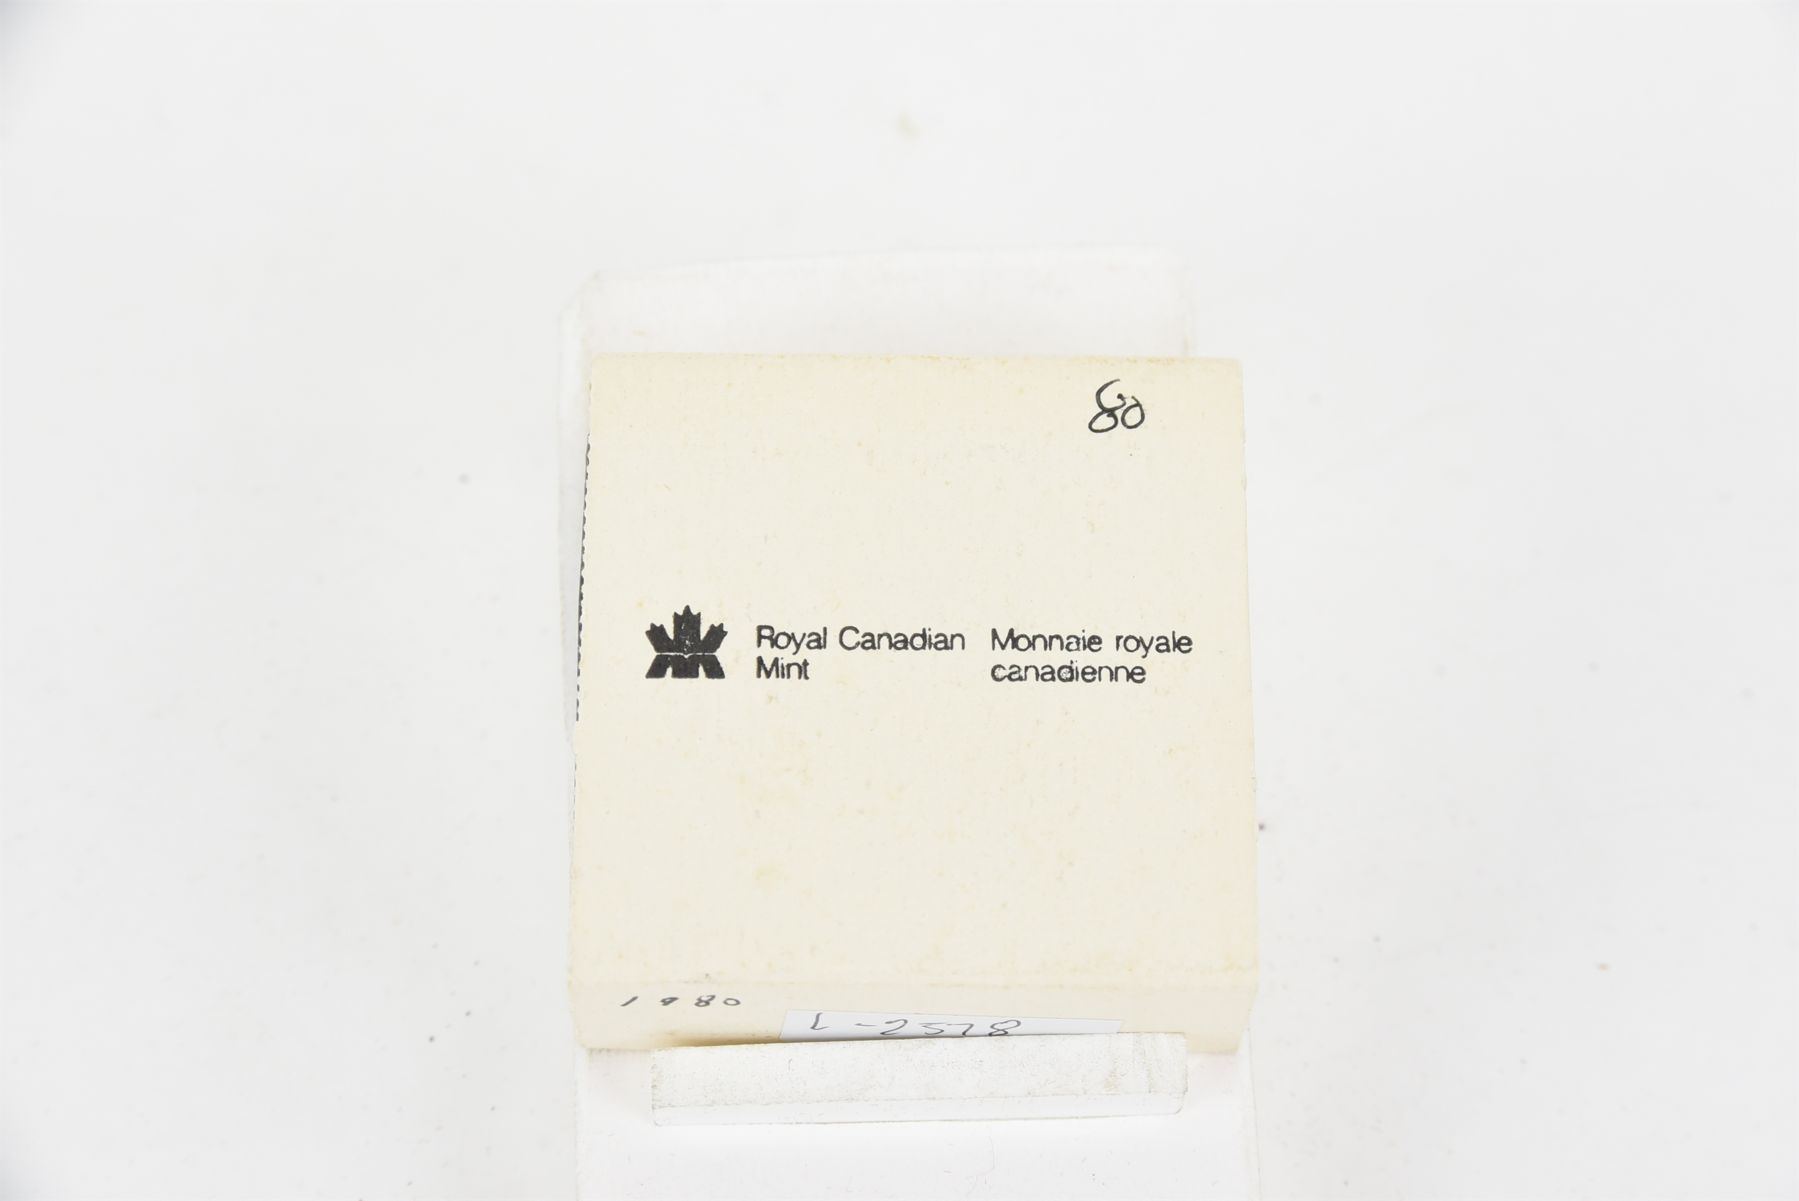 80
Royal Canadian Mint
Monnaie royale canadienne
1980
L-2578